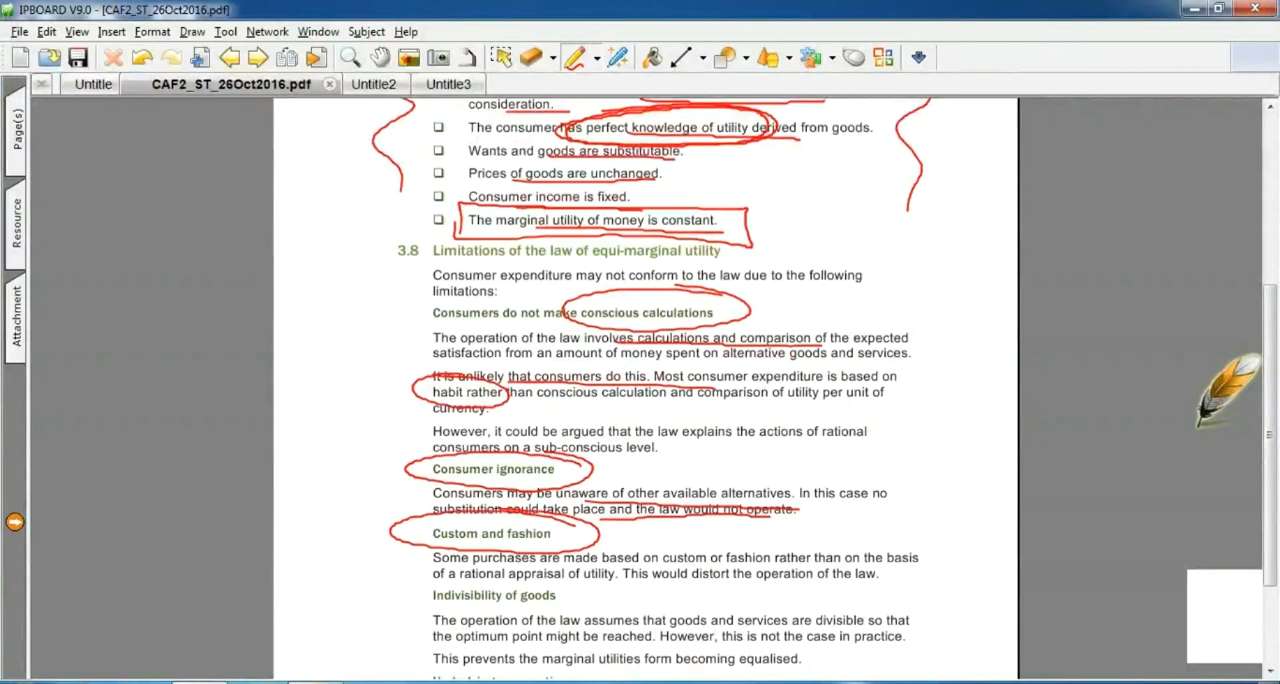 IPBOARD V9.0 - [CAF2_ST_26Oct2016.pdf]
File Edit View Insert Format Draw Tool Network Window Subject Help
Untitle CAF2_ST_26Oct2016.pdf Untitle2 Untitle3
Page(s)
Resource
Attachment
consideration.
The consumer has perfect knowledge of utility derived from goods.
Wants and goods are substitutable.
Prices of goods are unchanged.
Consumer income is fixed.
The marginal utility of money is constant.
3.8 Limitations of the law of equi-marginal utility
Consumer expenditure may not conform to the law due to the following
limitations:
Consumers do not make conscious calculations
The operation of the law involves calculations and comparison of the expected
satisfaction from an amount of money spent on alternative goods and services.
It is unlikely that consumers do this. Most consumer expenditure is based on
habit rather than conscious calculation and comparison of utility per unit of
currency.
However, it could be argued that the law explains the actions of rational
consumers on a sub-conscious level.
Consumer ignorance
Consumers may be unaware of other available alternatives. In this case no
substitution could take place and the law would not operate.
Custom and fashion
Some purchases are made based on custom or fashion rather than on the basis
of a rational appraisal of utility. This would distort the operation of the law.
Indivisibility of goods
The operation of the law assumes that goods and services are divisible so that
the optimum point might be reached. However, this is not the case in practice.
This prevents the marginal utilities form becoming equalised.